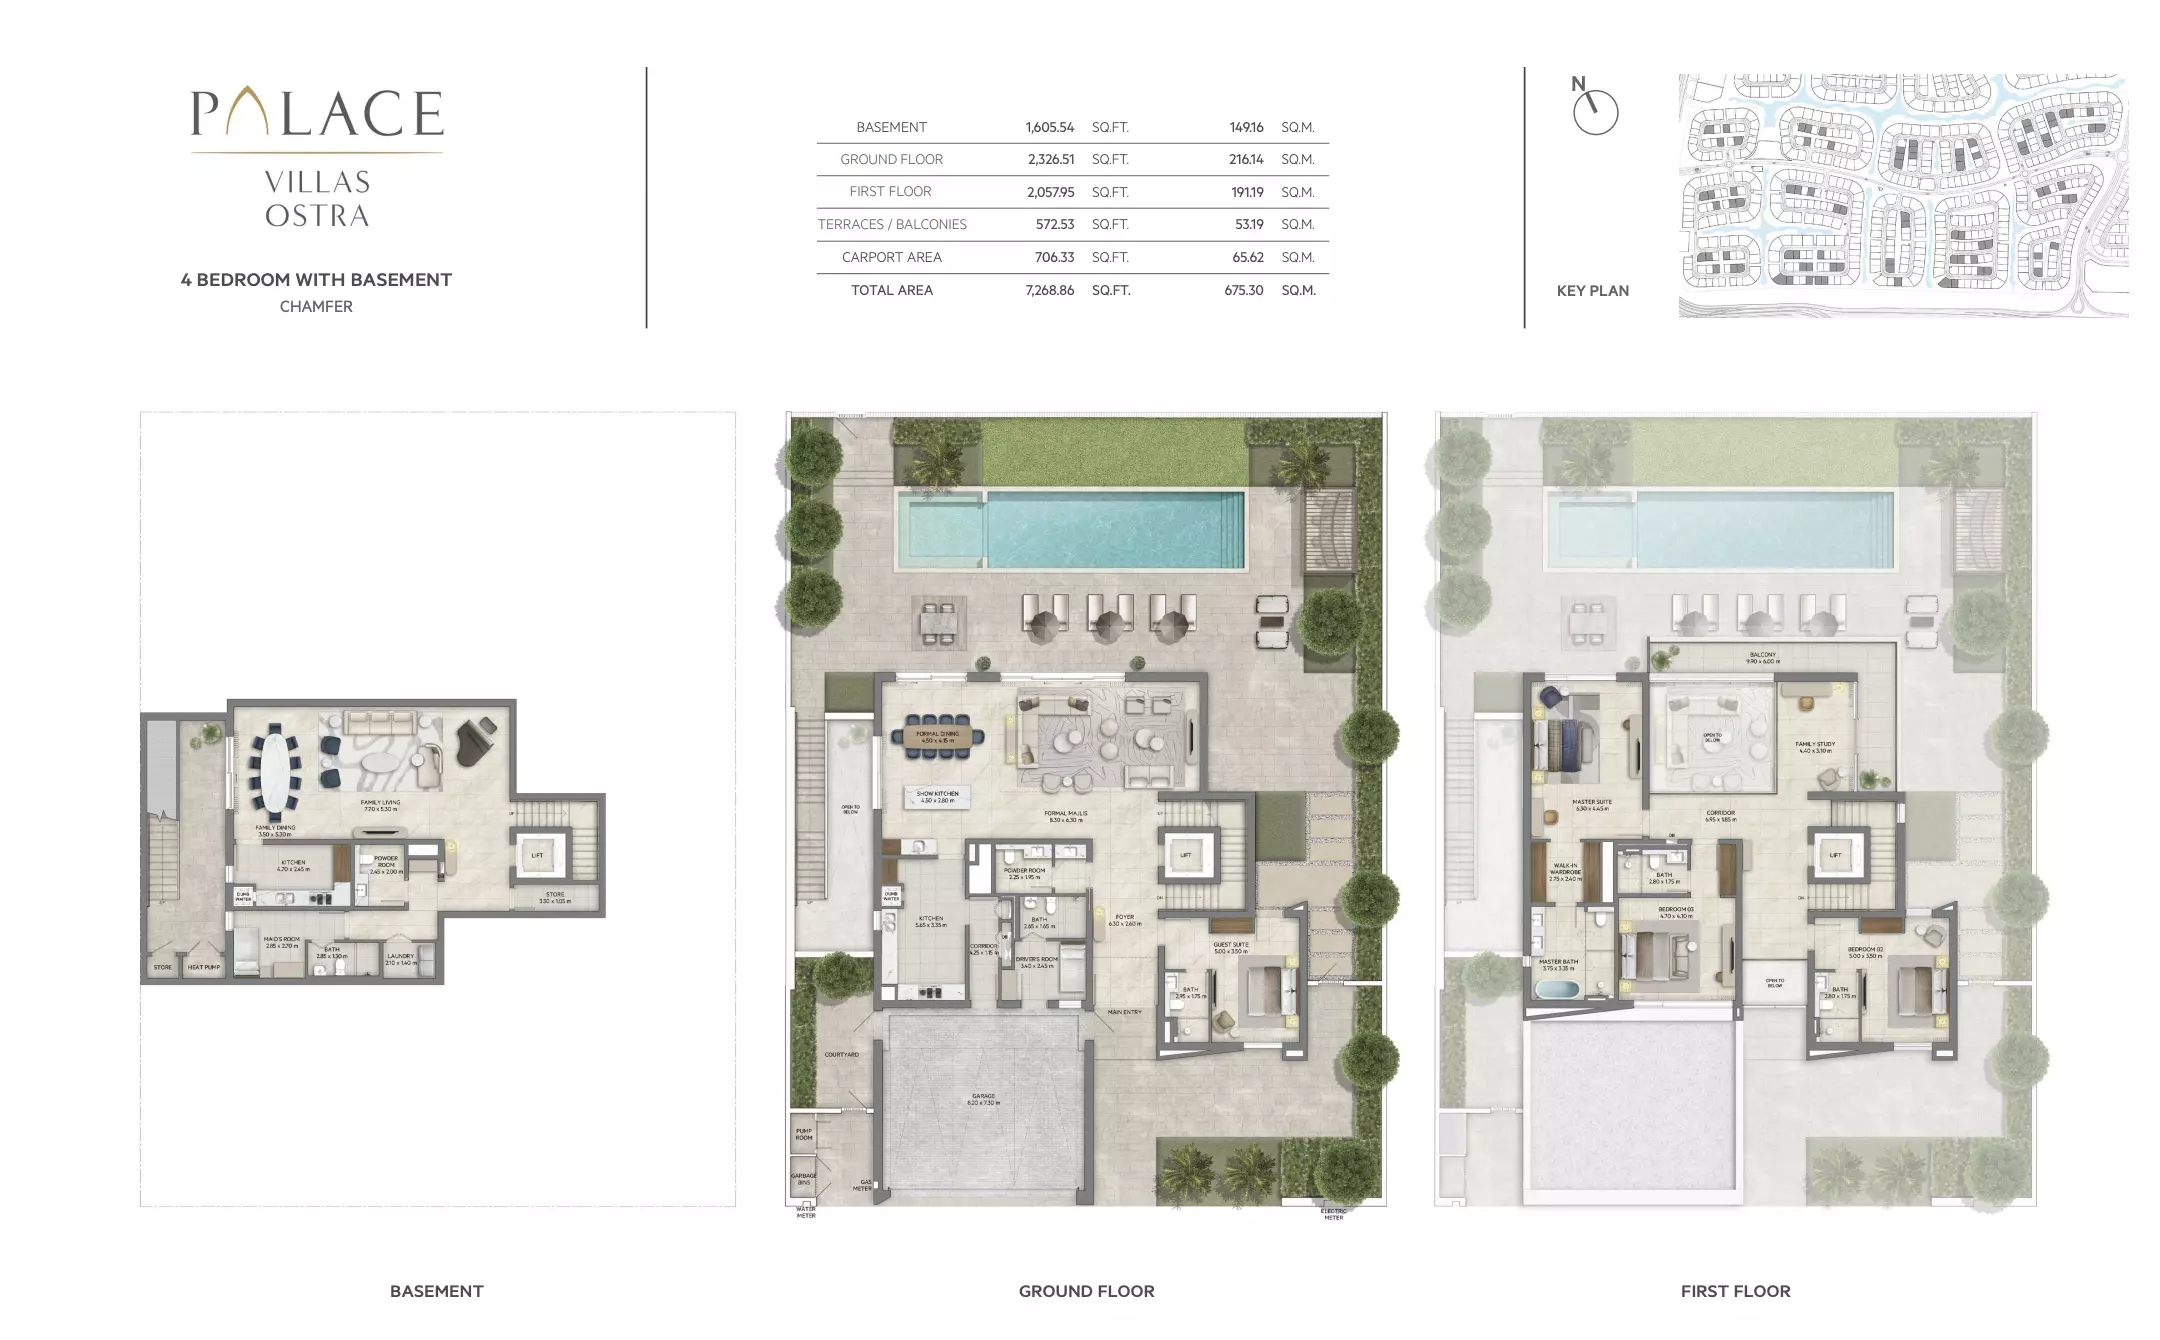 PALACE
VILLAS
OSTRA
4 BEDROOM WITH BASEMENT
CHAMFER
BASEMENT 1,605.54 SQ.FT. 149.16 SQ.M.
GROUND FLOOR 2,326.51 SQ.FT. 216.14 SQ.M.
FIRST FLOOR 2,057.95 SQ.FT. 191.19 SQ.M.
TERRACES / BALCONIES 572.53 SQ.FT. 53.19 SQ.M.
CARPORT AREA 706.33 SQ.FT. 65.62 SQ.M.
TOTAL AREA 7,268.86 SQ.FT. 675.30 SQ.M.
N
KEY PLAN
FAMILY LIVING
7.70 x 5.30 m
FAMILY DINING
3.50 x 5.30 m
KITCHEN
4.70 x 2.45 m
POWDER
ROOM
2.45 x 2.00 m
DUMB
WAITER
UP
LIFT
STORE
3.30 x 1.05 m
MAID'S ROOM
2.85 x 2.70 m
BATH
2.85 x 1.30 m
LAUNDRY
2.10 x 1.40 m
STORE
HEAT PUMP
BASEMENT
FORMAL DINING
4.50 x 4.15 m
SHOW KITCHEN
4.50 x 2.80 m
FORMAL MAJLIS
8.30 x 6.30 m
OPEN TO
BELOW
UP
LIFT
DN
POWDER ROOM
2.25 x 1.95 m
DUMB
WAITER
KITCHEN
5.65 x 3.35 m
BATH
2.65 x 1.65 m
FOYER
6.30 x 2.60 m
DB
CORRIDOR
4.25 x 1.15 m
DRIVER'S ROOM
3.40 x 2.45 m
GUEST SUITE
5.00 x 3.50 m
BATH
2.95 x 1.75 m
MAIN ENTRY
COURTYARD
GARAGE
8.20 x 7.30 m
PUMP
ROOM
GARBAGE
BINS
GAS
METER
WATER
METER
ELECTRIC
METER
GROUND FLOOR
BALCONY
9.90 x 6.00 m
OPEN TO
BELOW
FAMILY STUDY
4.40 x 3.10 m
MASTER SUITE
6.30 x 4.45 m
CORRIDOR
6.95 x 1.85 m
DB
LIFT
DN
WALK-IN
WARDROBE
2.75 x 2.40 m
BATH
2.80 x 1.75 m
BEDROOM 03
4.70 x 4.10 m
MASTER BATH
3.75 x 3.35 m
BEDROOM 02
5.00 x 3.50 m
OPEN TO
BELOW
BATH
2.80 x 1.75 m
FIRST FLOOR